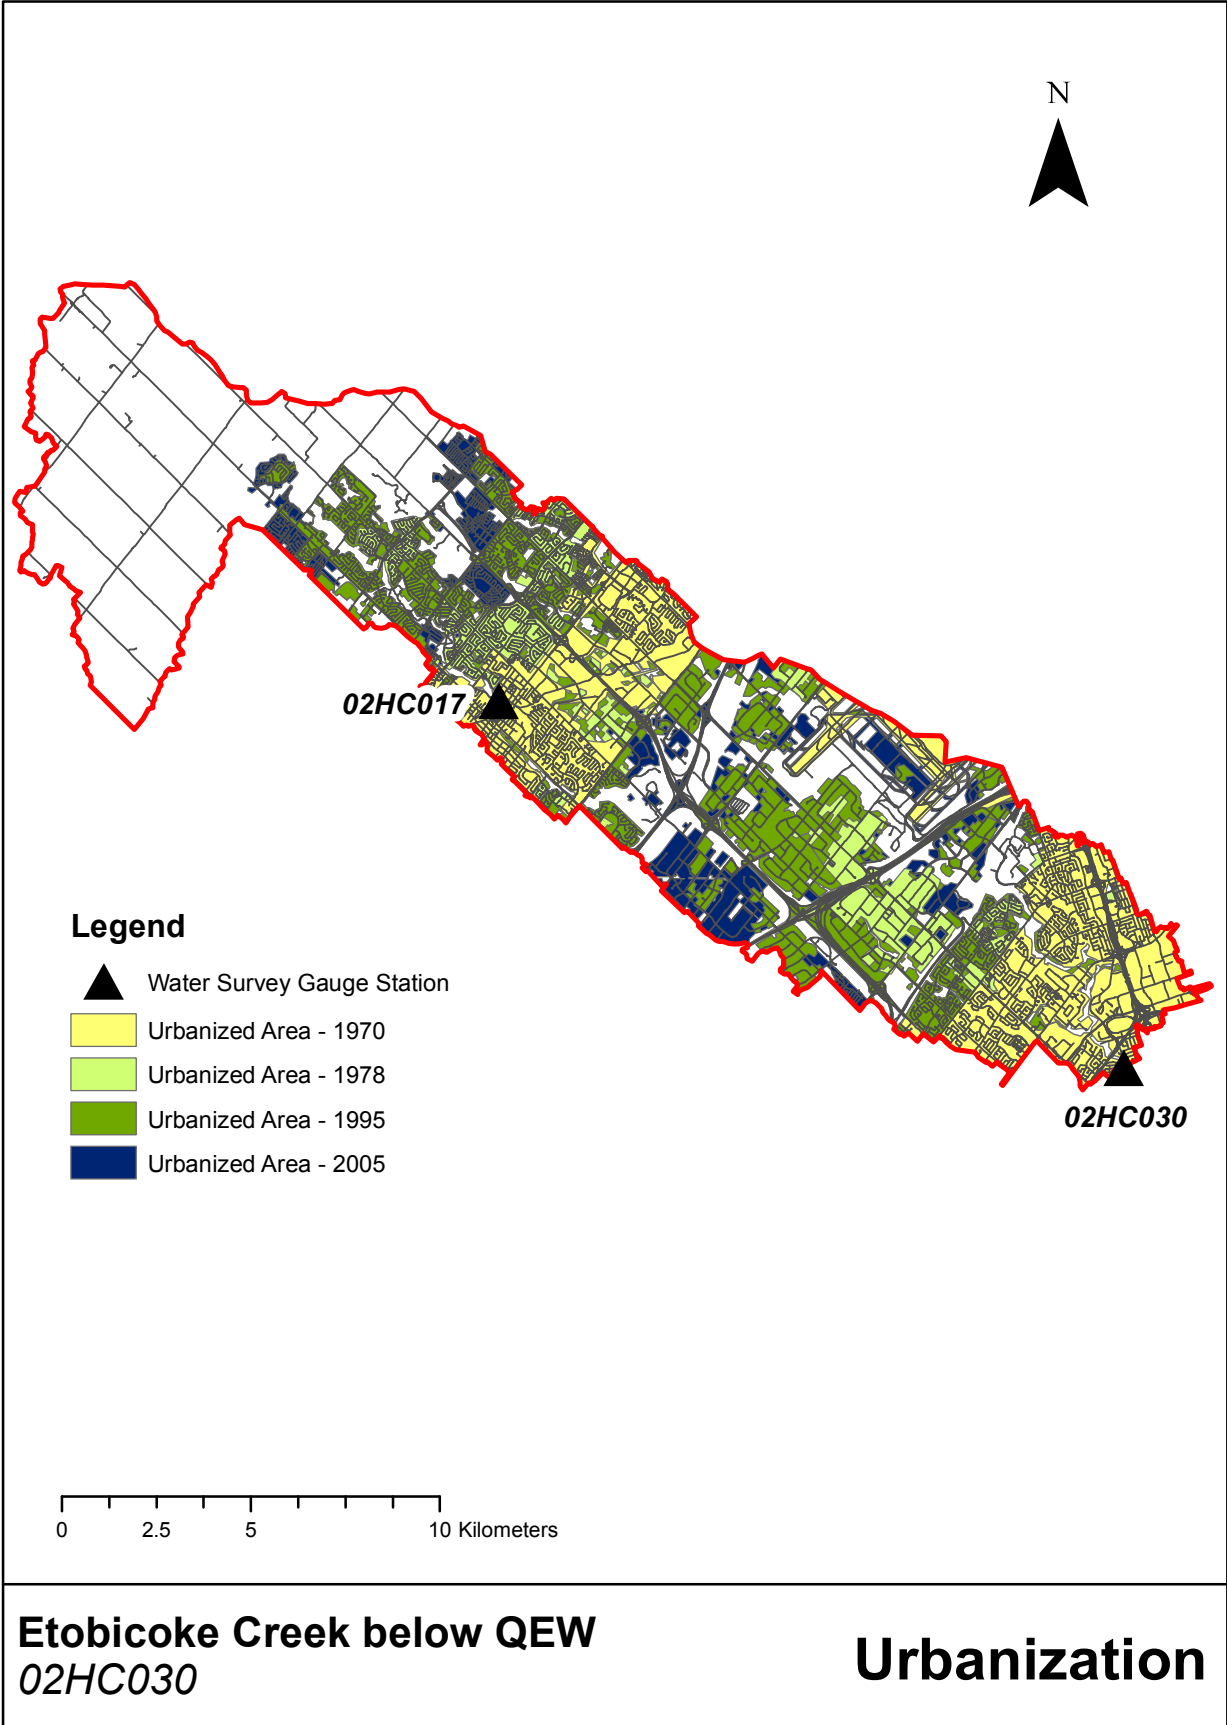 N
02HC017
02HC030
Legend
Water Survey Gauge Station
Urbanized Area - 1970
Urbanized Area - 1978
Urbanized Area - 1995
Urbanized Area - 2005
0 2.5 5 10 Kilometers
Etobicoke Creek below QEW
02HC030
Urbanization